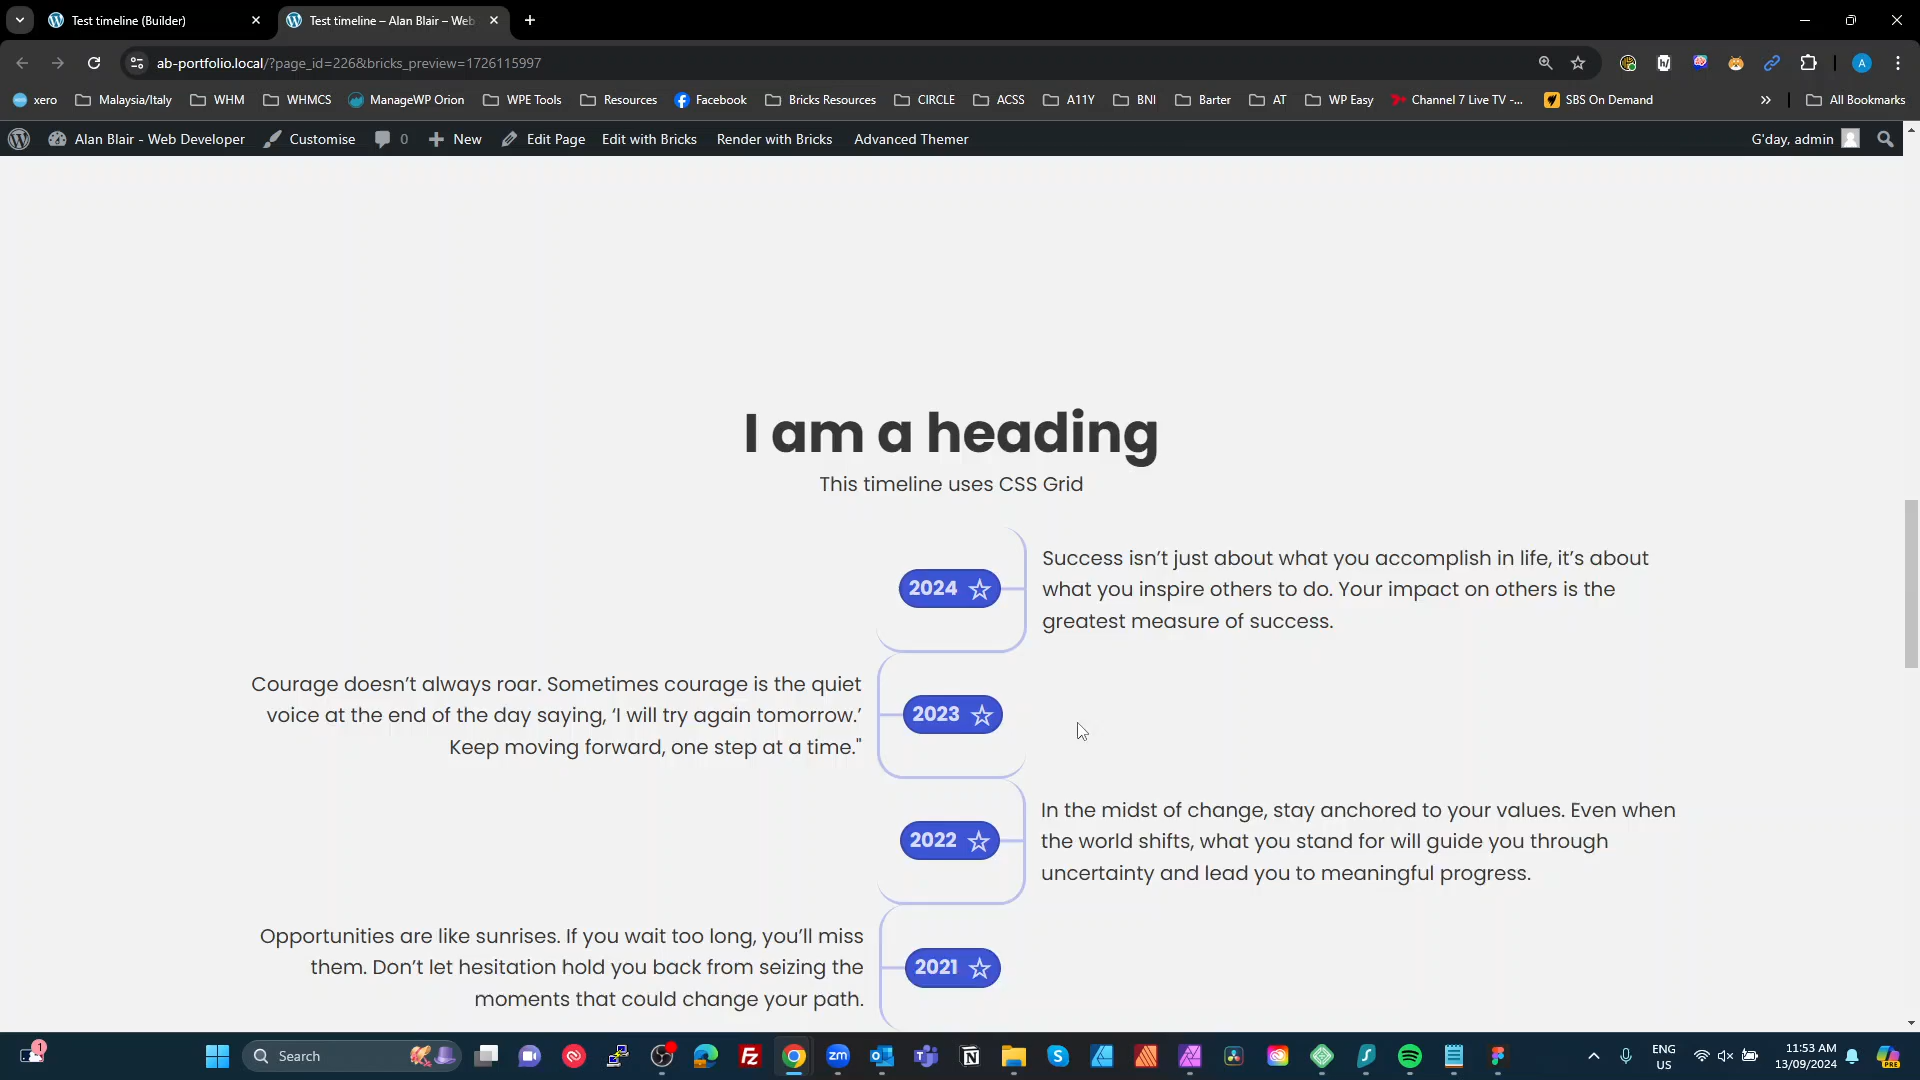 Test timeline (Builder)
Test timeline – Alan Blair – Web
ab-portfolio.local/?page_id=226&bricks_preview=1726115997
A
xero
Malaysia/Italy
WHM
WHMCS
ManageWP Orion
WPE Tools
Resources
Facebook
Bricks Resources
CIRCLE
ACSS
A11Y
BNI
Barter
AT
WP Easy
Channel 7 Live TV -...
SBS On Demand
»
All Bookmarks
Alan Blair - Web Developer
Customise
0
New
Edit Page
Edit with Bricks
Render with Bricks
Advanced Themer
G'day, admin
I am a heading
This timeline uses CSS Grid
2024
Success isn’t just about what you accomplish in life, it’s about
what you inspire others to do. Your impact on others is the
greatest measure of success.
Courage doesn’t always roar. Sometimes courage is the quiet
voice at the end of the day saying, ‘I will try again tomorrow.’
Keep moving forward, one step at a time."
2023
2022
In the midst of change, stay anchored to your values. Even when
the world shifts, what you stand for will guide you through
uncertainty and lead you to meaningful progress.
Opportunities are like sunrises. If you wait too long, you’ll miss
them. Don’t let hesitation hold you back from seizing the
moments that could change your path.
2021
1
Search
zm
ENG
US
11:53 AM
13/09/2024
PRE